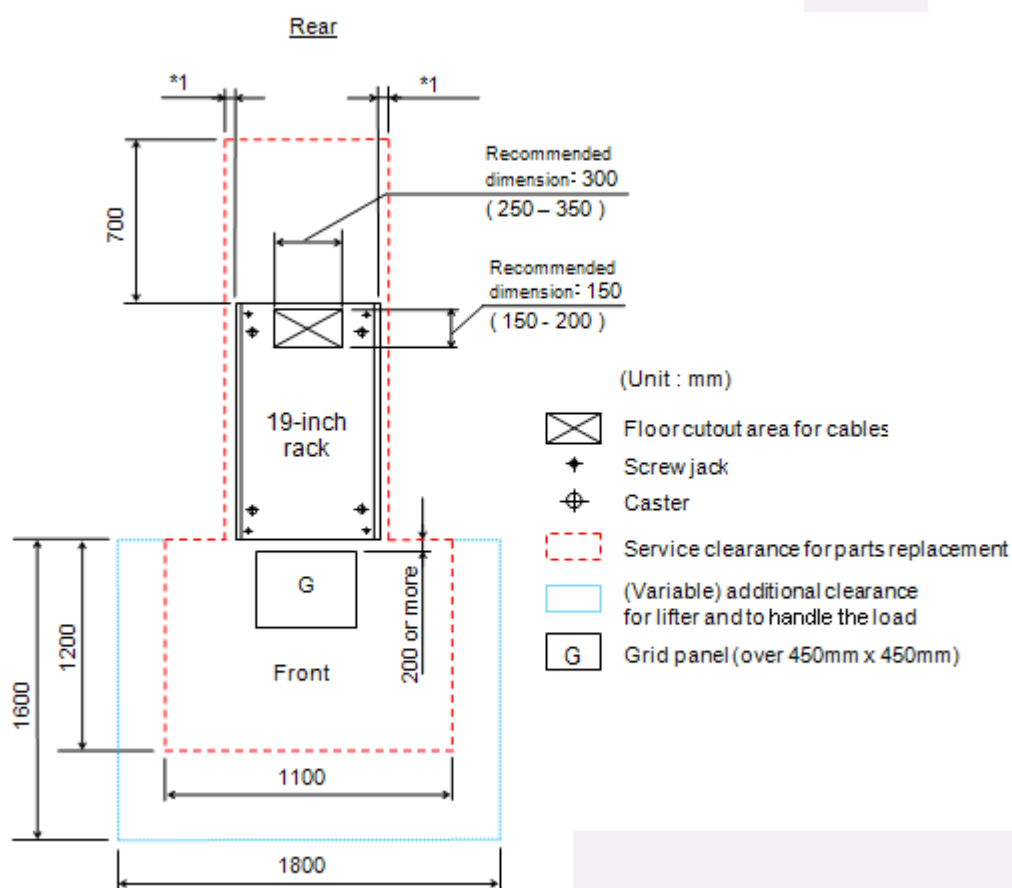 Rear
*1
*1
Recommended
dimension: 300
( 250 – 350 )
700
Recommended
dimension: 150
( 150 - 200 )
(Unit : mm)
19-inch
rack
Floor cutout area for cables
Screw jack
Caster
Service clearance for parts replacement
(Variable) additional clearance
for lifter and to handle the load
G Grid panel (over 450mm x 450mm)
G
200 or more
Front
1200
1600
1100
1800